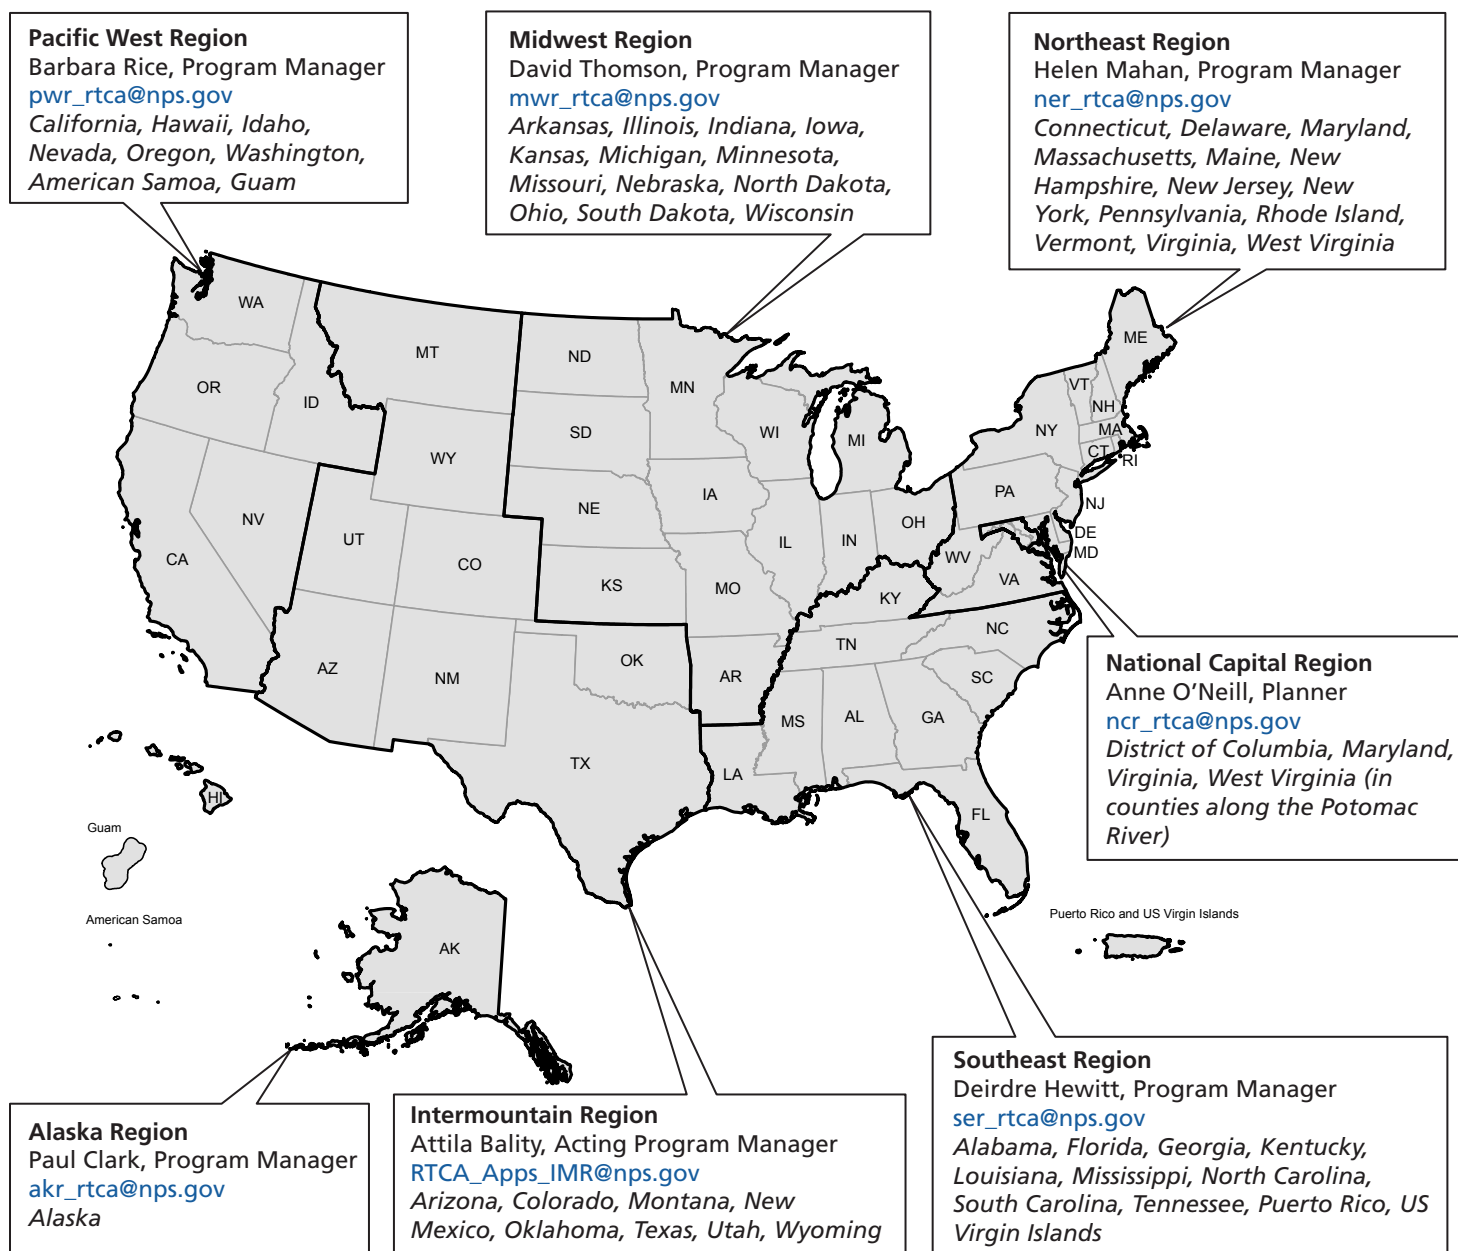 Pacific West Region
Barbara Rice, Program Manager
pwr_rtca@nps.gov
California, Hawaii, Idaho,
Nevada, Oregon, Washington,
American Samoa, Guam
Midwest Region
David Thomson, Program Manager
mwr_rtca@nps.gov
Arkansas, Illinois, Indiana, Iowa,
Kansas, Michigan, Minnesota,
Missouri, Nebraska, North Dakota,
Ohio, South Dakota, Wisconsin
Northeast Region
Helen Mahan, Program Manager
ner_rtca@nps.gov
Connecticut, Delaware, Maryland,
Massachusetts, Maine, New
Hampshire, New Jersey, New
York, Pennsylvania, Rhode Island,
Vermont, Virginia, West Virginia
WA
MT
ND
MN
ME
OR
ID
SD
WI
MI
VT
NH
NY
MA
CT
RI
WY
IA
NE
PA
NJ
NV
UT
CO
IL
IN
OH
DE
MD
CA
KS
MO
WV
VA
KY
NC
TN
AZ
NM
OK
AR
SC
MS
AL
GA
TX
LA
FL
HI
Guam
American Samoa
AK
Puerto Rico and US Virgin Islands
National Capital Region
Anne O’Neill, Planner
ncr_rtca@nps.gov
District of Columbia, Maryland,
Virginia, West Virginia (in
counties along the Potomac
River)
Alaska Region
Paul Clark, Program Manager
akr_rtca@nps.gov
Alaska
Intermountain Region
Attila Bality, Acting Program Manager
RTCA_Apps_IMR@nps.gov
Arizona, Colorado, Montana, New
Mexico, Oklahoma, Texas, Utah, Wyoming
Southeast Region
Deirdre Hewitt, Program Manager
ser_rtca@nps.gov
Alabama, Florida, Georgia, Kentucky,
Louisiana, Mississippi, North Carolina,
South Carolina, Tennessee, Puerto Rico, US
Virgin Islands